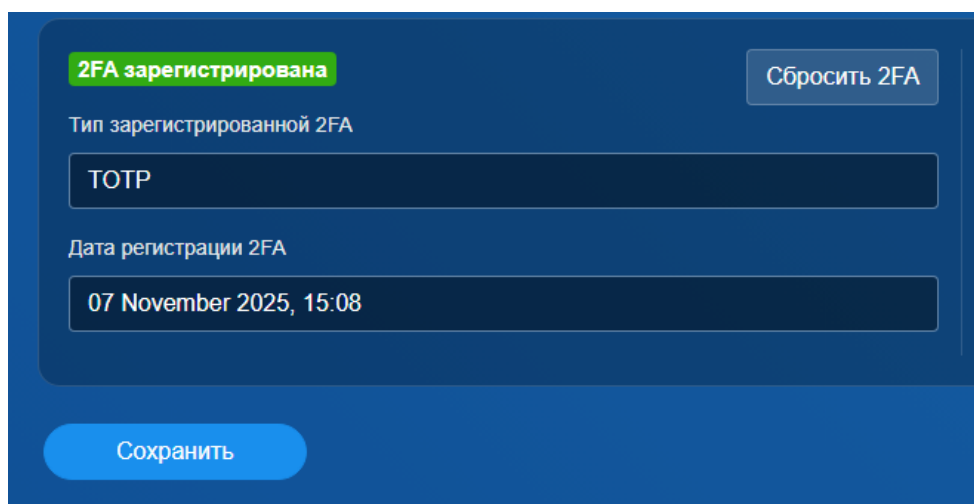 2FA зарегистрирована
Сбросить 2FA
Тип зарегистрированной 2FA
TOTP
Дата регистрации 2FA
07 November 2025, 15:08
Сохранить